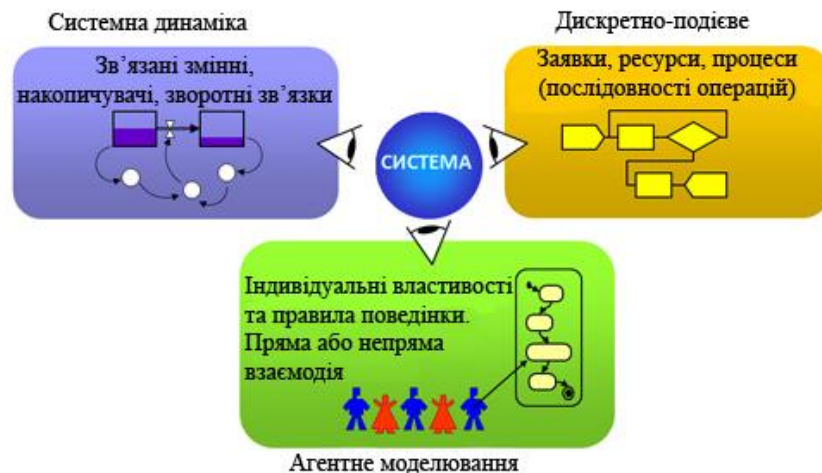 Системна динаміка
Зв’язані змінні,
накопичувачі, зворотні зв’язки
Дискретно-подієве
Заявки, ресурси, процеси
(послідовності операцій)
СИСТЕМА
Індивідуальні властивості
та правила поведінки.
Пряма або непряма
взаємодія
Агентне моделювання